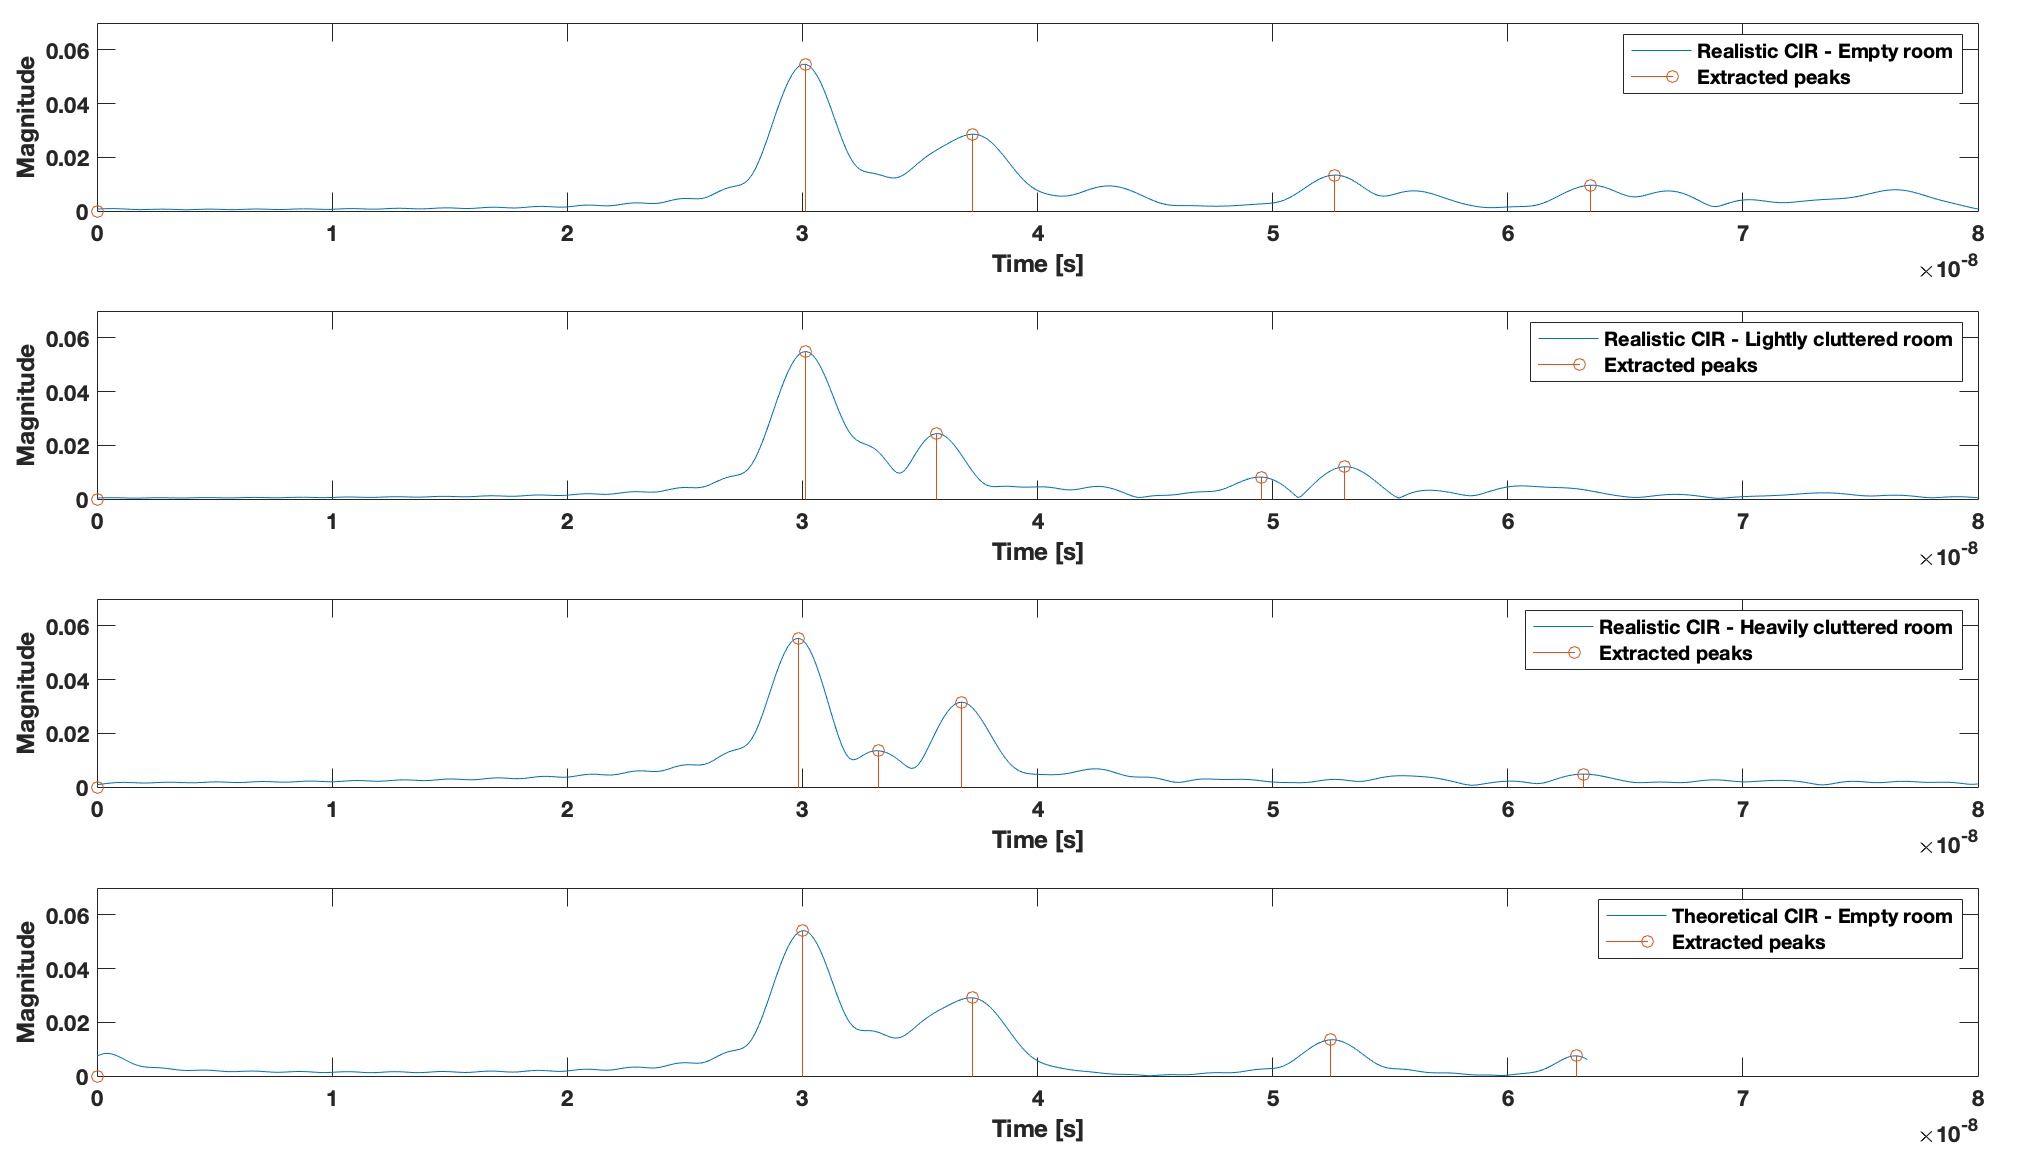 Realistic CIR - Empty room
Extracted peaks
Magnitude
0.06
0.04
0.02
0
0 1 2 3 4 5 6 7 8
Time [s]
×10-8
Realistic CIR - Lightly cluttered room
Extracted peaks
Magnitude
0.06
0.04
0.02
0
0 1 2 3 4 5 6 7 8
Time [s]
×10-8
Realistic CIR - Heavily cluttered room
Extracted peaks
Magnitude
0.06
0.04
0.02
0
0 1 2 3 4 5 6 7 8
Time [s]
×10-8
Theoretical CIR - Empty room
Extracted peaks
Magnitude
0.06
0.04
0.02
0
0 1 2 3 4 5 6 7 8
Time [s]
×10-8